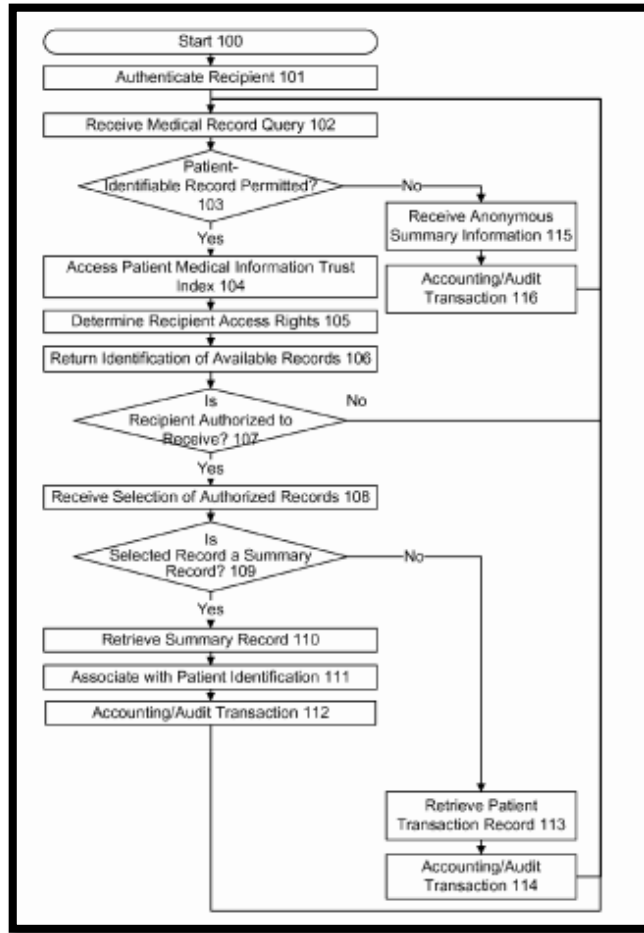 Start 100
Authenticate Recipient 101
Receive Medical Record Query 102
Patient-
Identifiable Record Permitted?
103
No
Yes
Receive Anonymous
Summary Information 115
Accounting/Audit
Transaction 116
Access Patient Medical Information Trust
Index 104
Determine Recipient Access Rights 105
Return Identification of Available Records 106
Is
Recipient Authorized to
Receive? 107
No
Yes
Receive Selection of Authorized Records 108
Is
Selected Record a Summary
Record? 109
No
Yes
Retrieve Summary Record 110
Associate with Patient Identification 111
Accounting/Audit Transaction 112
Retrieve Patient
Transaction Record 113
Accounting/Audit
Transaction 114